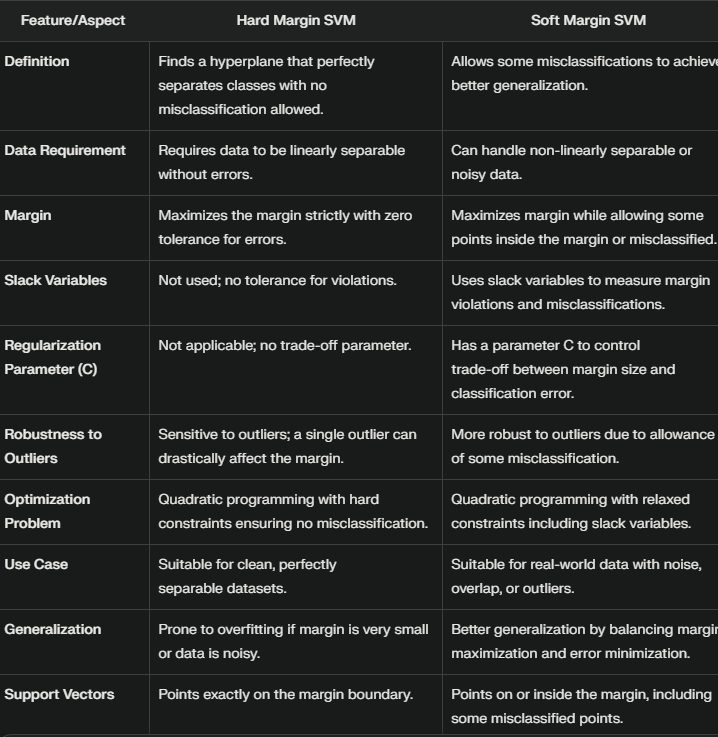 Feature/Aspect Hard Margin SVM Soft Margin SVM
Definition Finds a hyperplane that perfectly Allows some misclassifications to achieve
separates classes with no better generalization.
misclassification allowed.
Data Requirement Requires data to be linearly separable Can handle non-linearly separable or
without errors. noisy data.
Margin Maximizes the margin strictly with zero Maximizes margin while allowing some
tolerance for errors. points inside the margin or misclassified.
Slack Variables Not used; no tolerance for violations. Uses slack variables to measure margin
violations and misclassifications.
Regularization Not applicable; no trade-off parameter. Has a parameter C to control
Parameter (C) trade-off between margin size and
classification error.
Robustness to Sensitive to outliers; a single outlier can More robust to outliers due to allowance
Outliers drastically affect the margin. of some misclassification.
Optimization Quadratic programming with hard Quadratic programming with relaxed
Problem constraints ensuring no misclassification. constraints including slack variables.
Use Case Suitable for clean, perfectly Suitable for real-world data with noise,
separable datasets. overlap, or outliers.
Generalization Prone to overfitting if margin is very small Better generalization by balancing margin
or data is noisy. maximization and error minimization.
Support Vectors Points exactly on the margin boundary. Points on or inside the margin, including
some misclassified points.